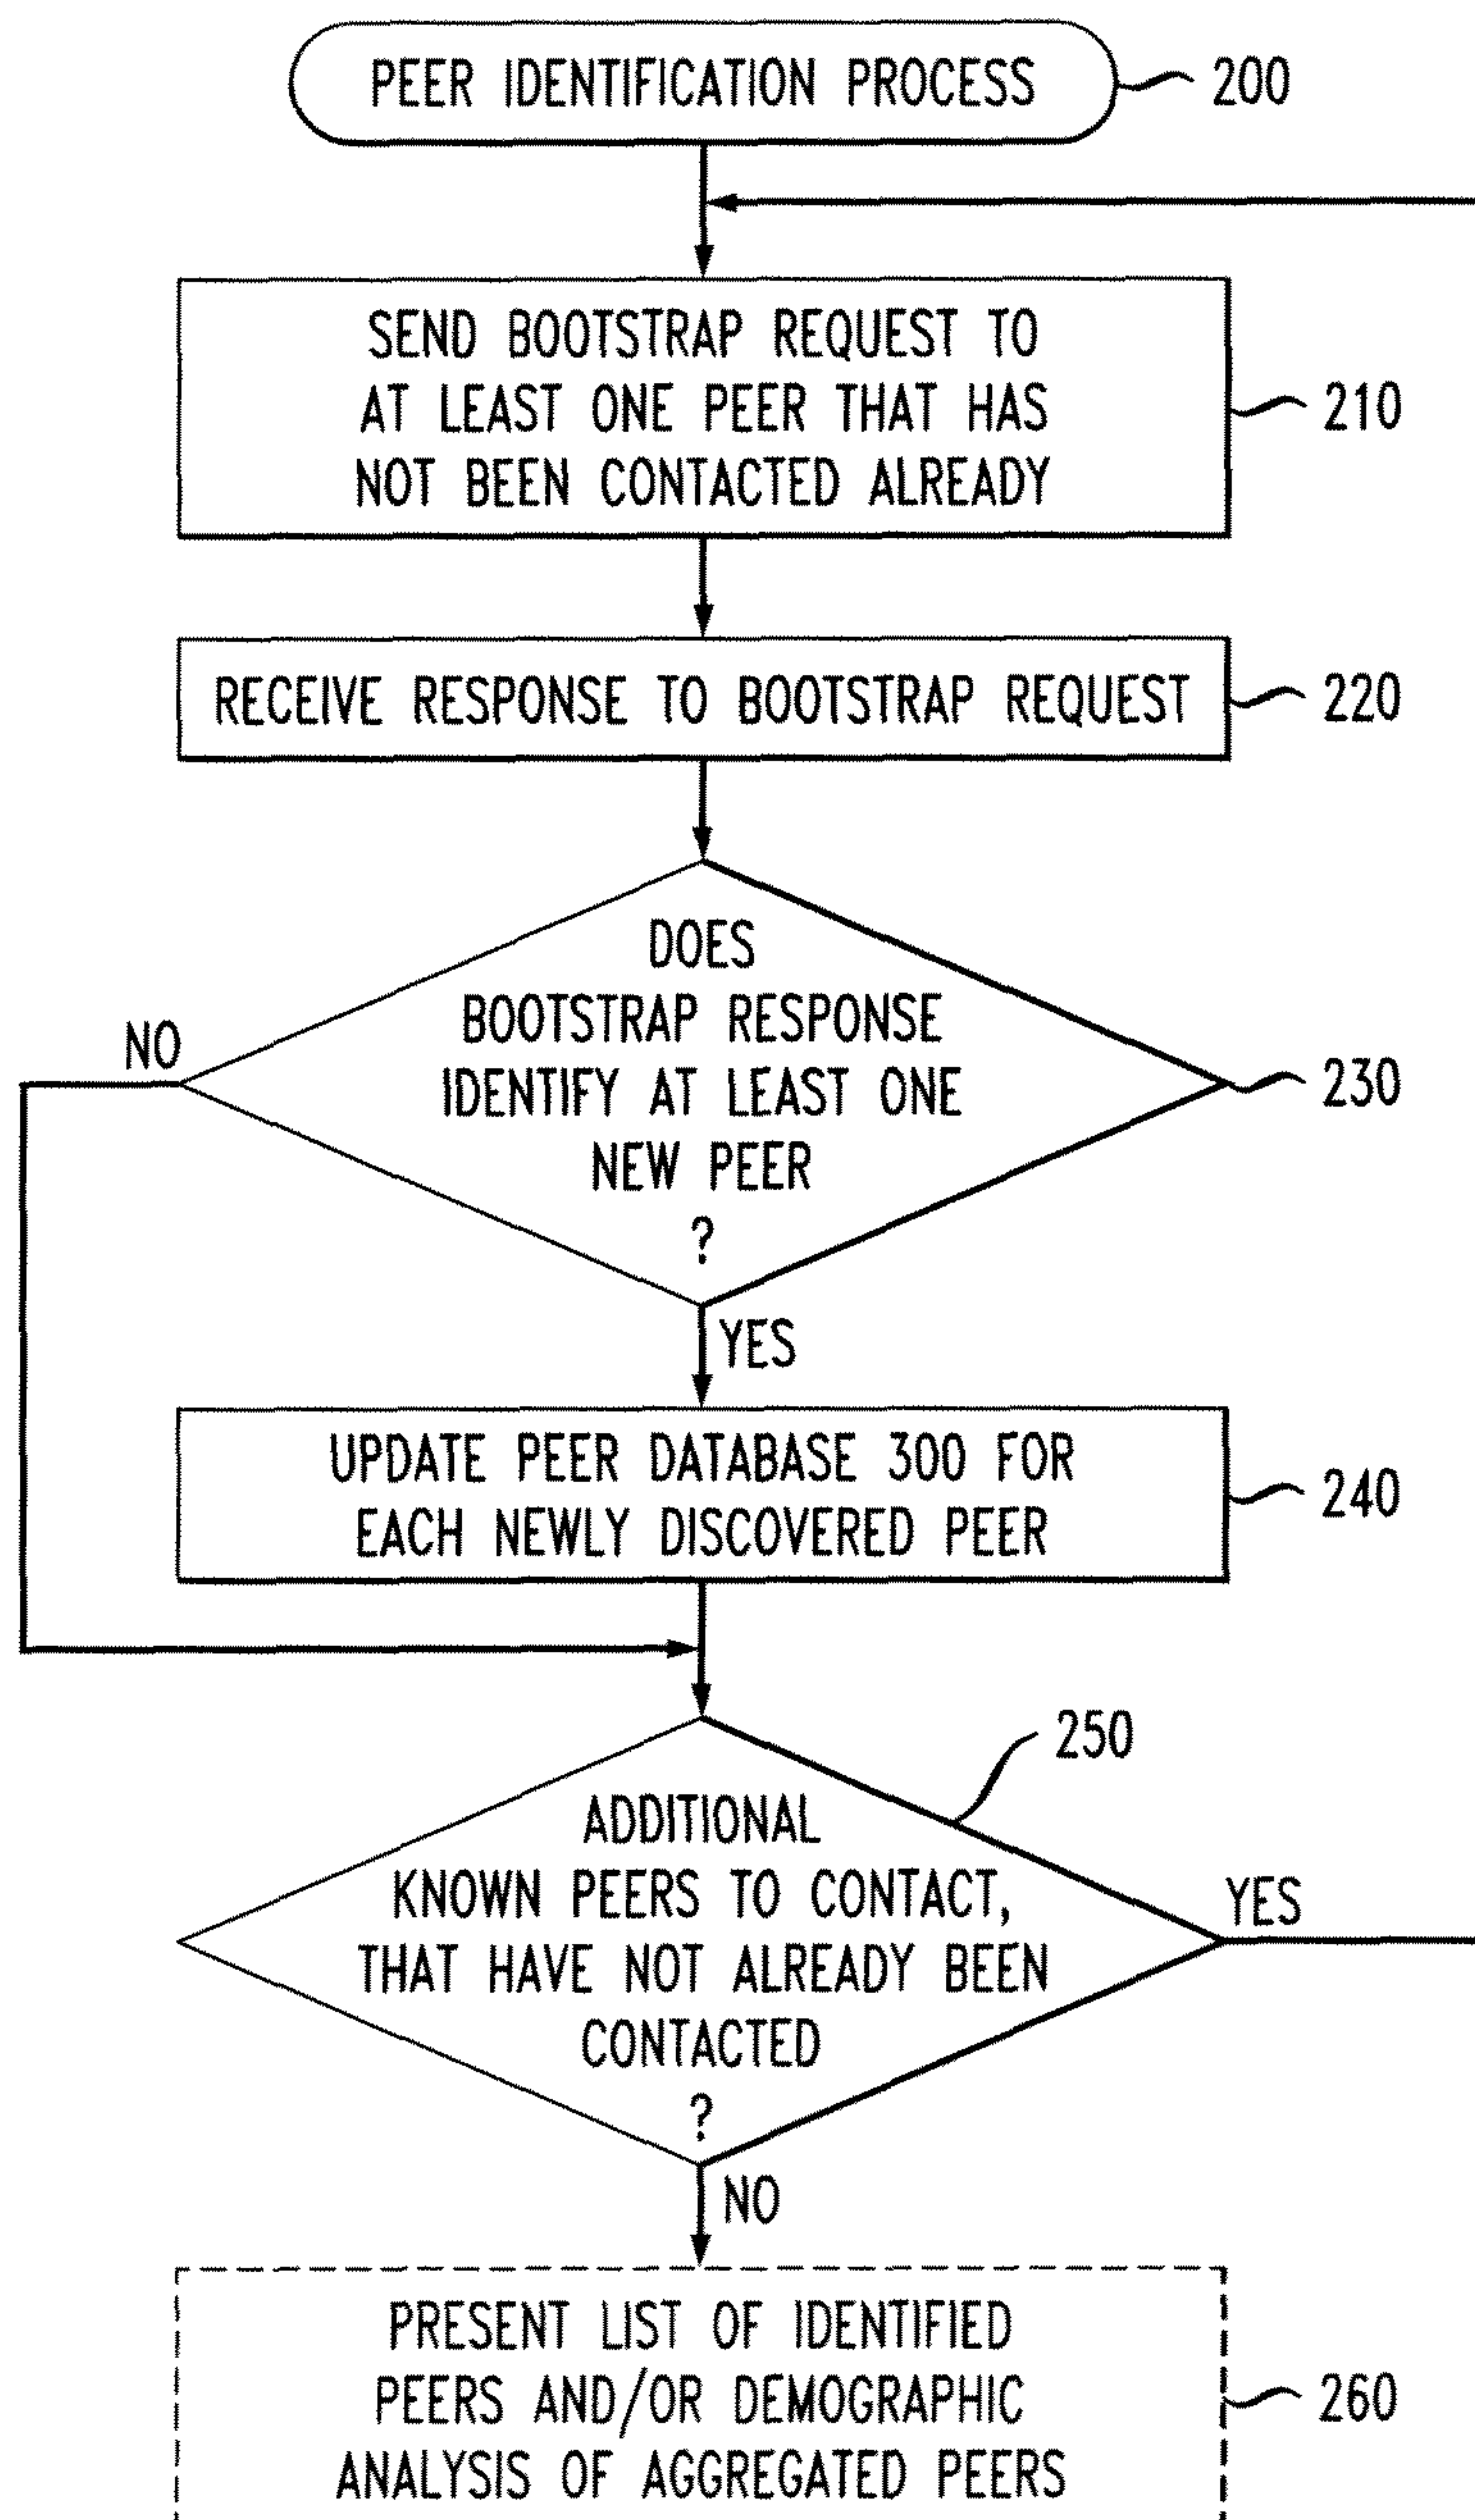 PEER IDENTIFICATION PROCESS
200
SEND BOOTSTRAP REQUEST TO
AT LEAST ONE PEER THAT HAS
NOT BEEN CONTACTED ALREADY
210
RECEIVE RESPONSE TO BOOTSTRAP REQUEST
220
DOES
BOOTSTRAP RESPONSE
IDENTIFY AT LEAST ONE
NEW PEER
?
230
NO
YES
UPDATE PEER DATABASE 300 FOR
EACH NEWLY DISCOVERED PEER
240
250
ADDITIONAL
KNOWN PEERS TO CONTACT,
THAT HAVE NOT ALREADY BEEN
CONTACTED
?
YES
NO
PRESENT LIST OF IDENTIFIED
PEERS AND/OR DEMOGRAPHIC
ANALYSIS OF AGGREGATED PEERS
260